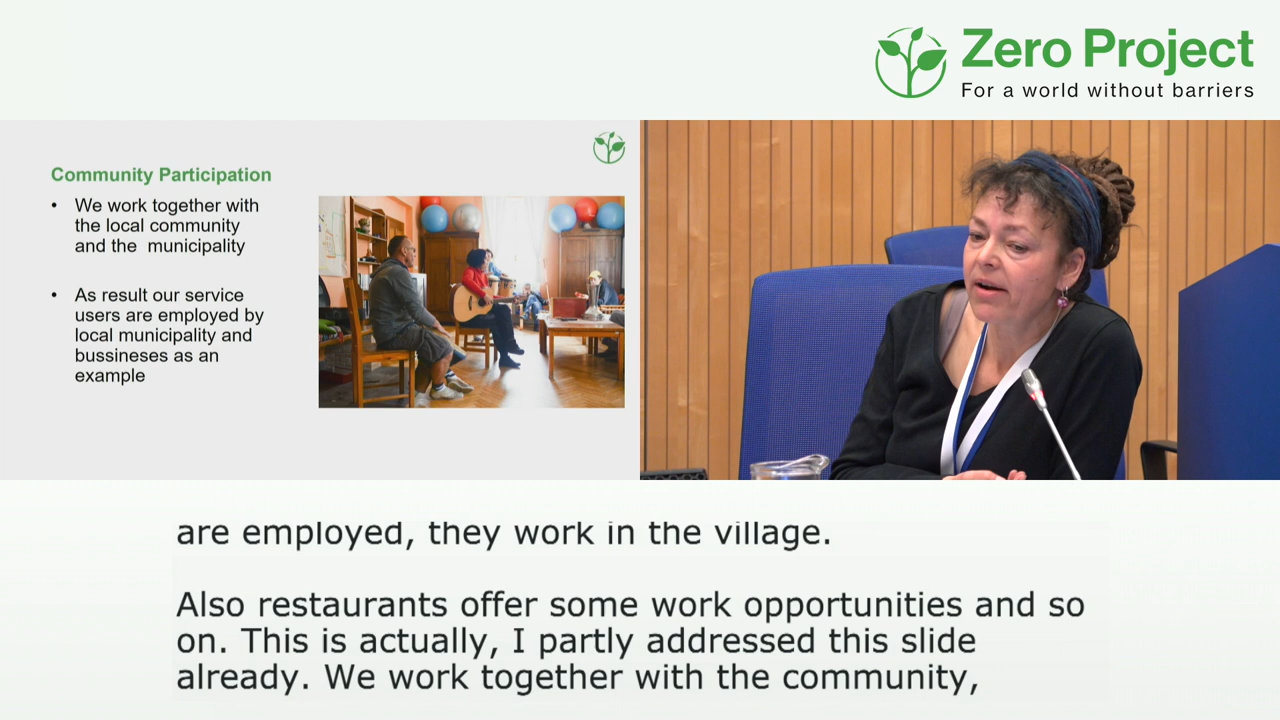 Zero Project
For a world without barriers
Community Participation
• We work together with
the local community
and the municipality
• As result our service
users are employed by
local municipality and
bussineses as an
example
are employed, they work in the village.
Also restaurants offer some work opportunities and so
on. This is actually, I partly addressed this slide
already. We work together with the community,